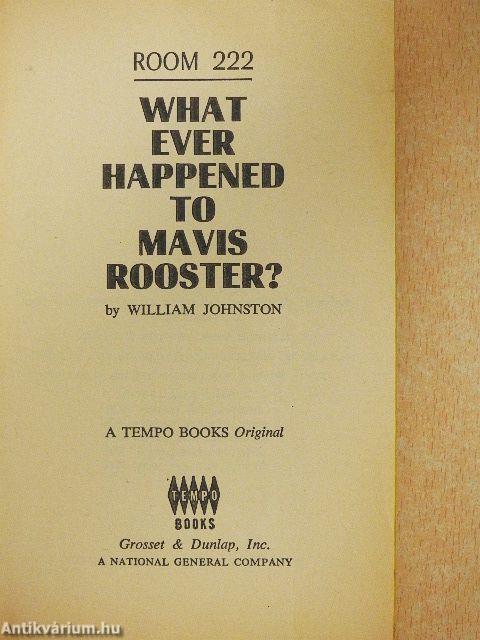 ROOM 222
WHAT
EVER
HAPPENED
TO
MAVIS
ROOSTER?
by WILLIAM JOHNSTON
A TEMPO BOOKS Original
TEMPO
BOOKS
Grosset & Dunlap, Inc.
A NATIONAL GENERAL COMPANY
Antikvárium.hu